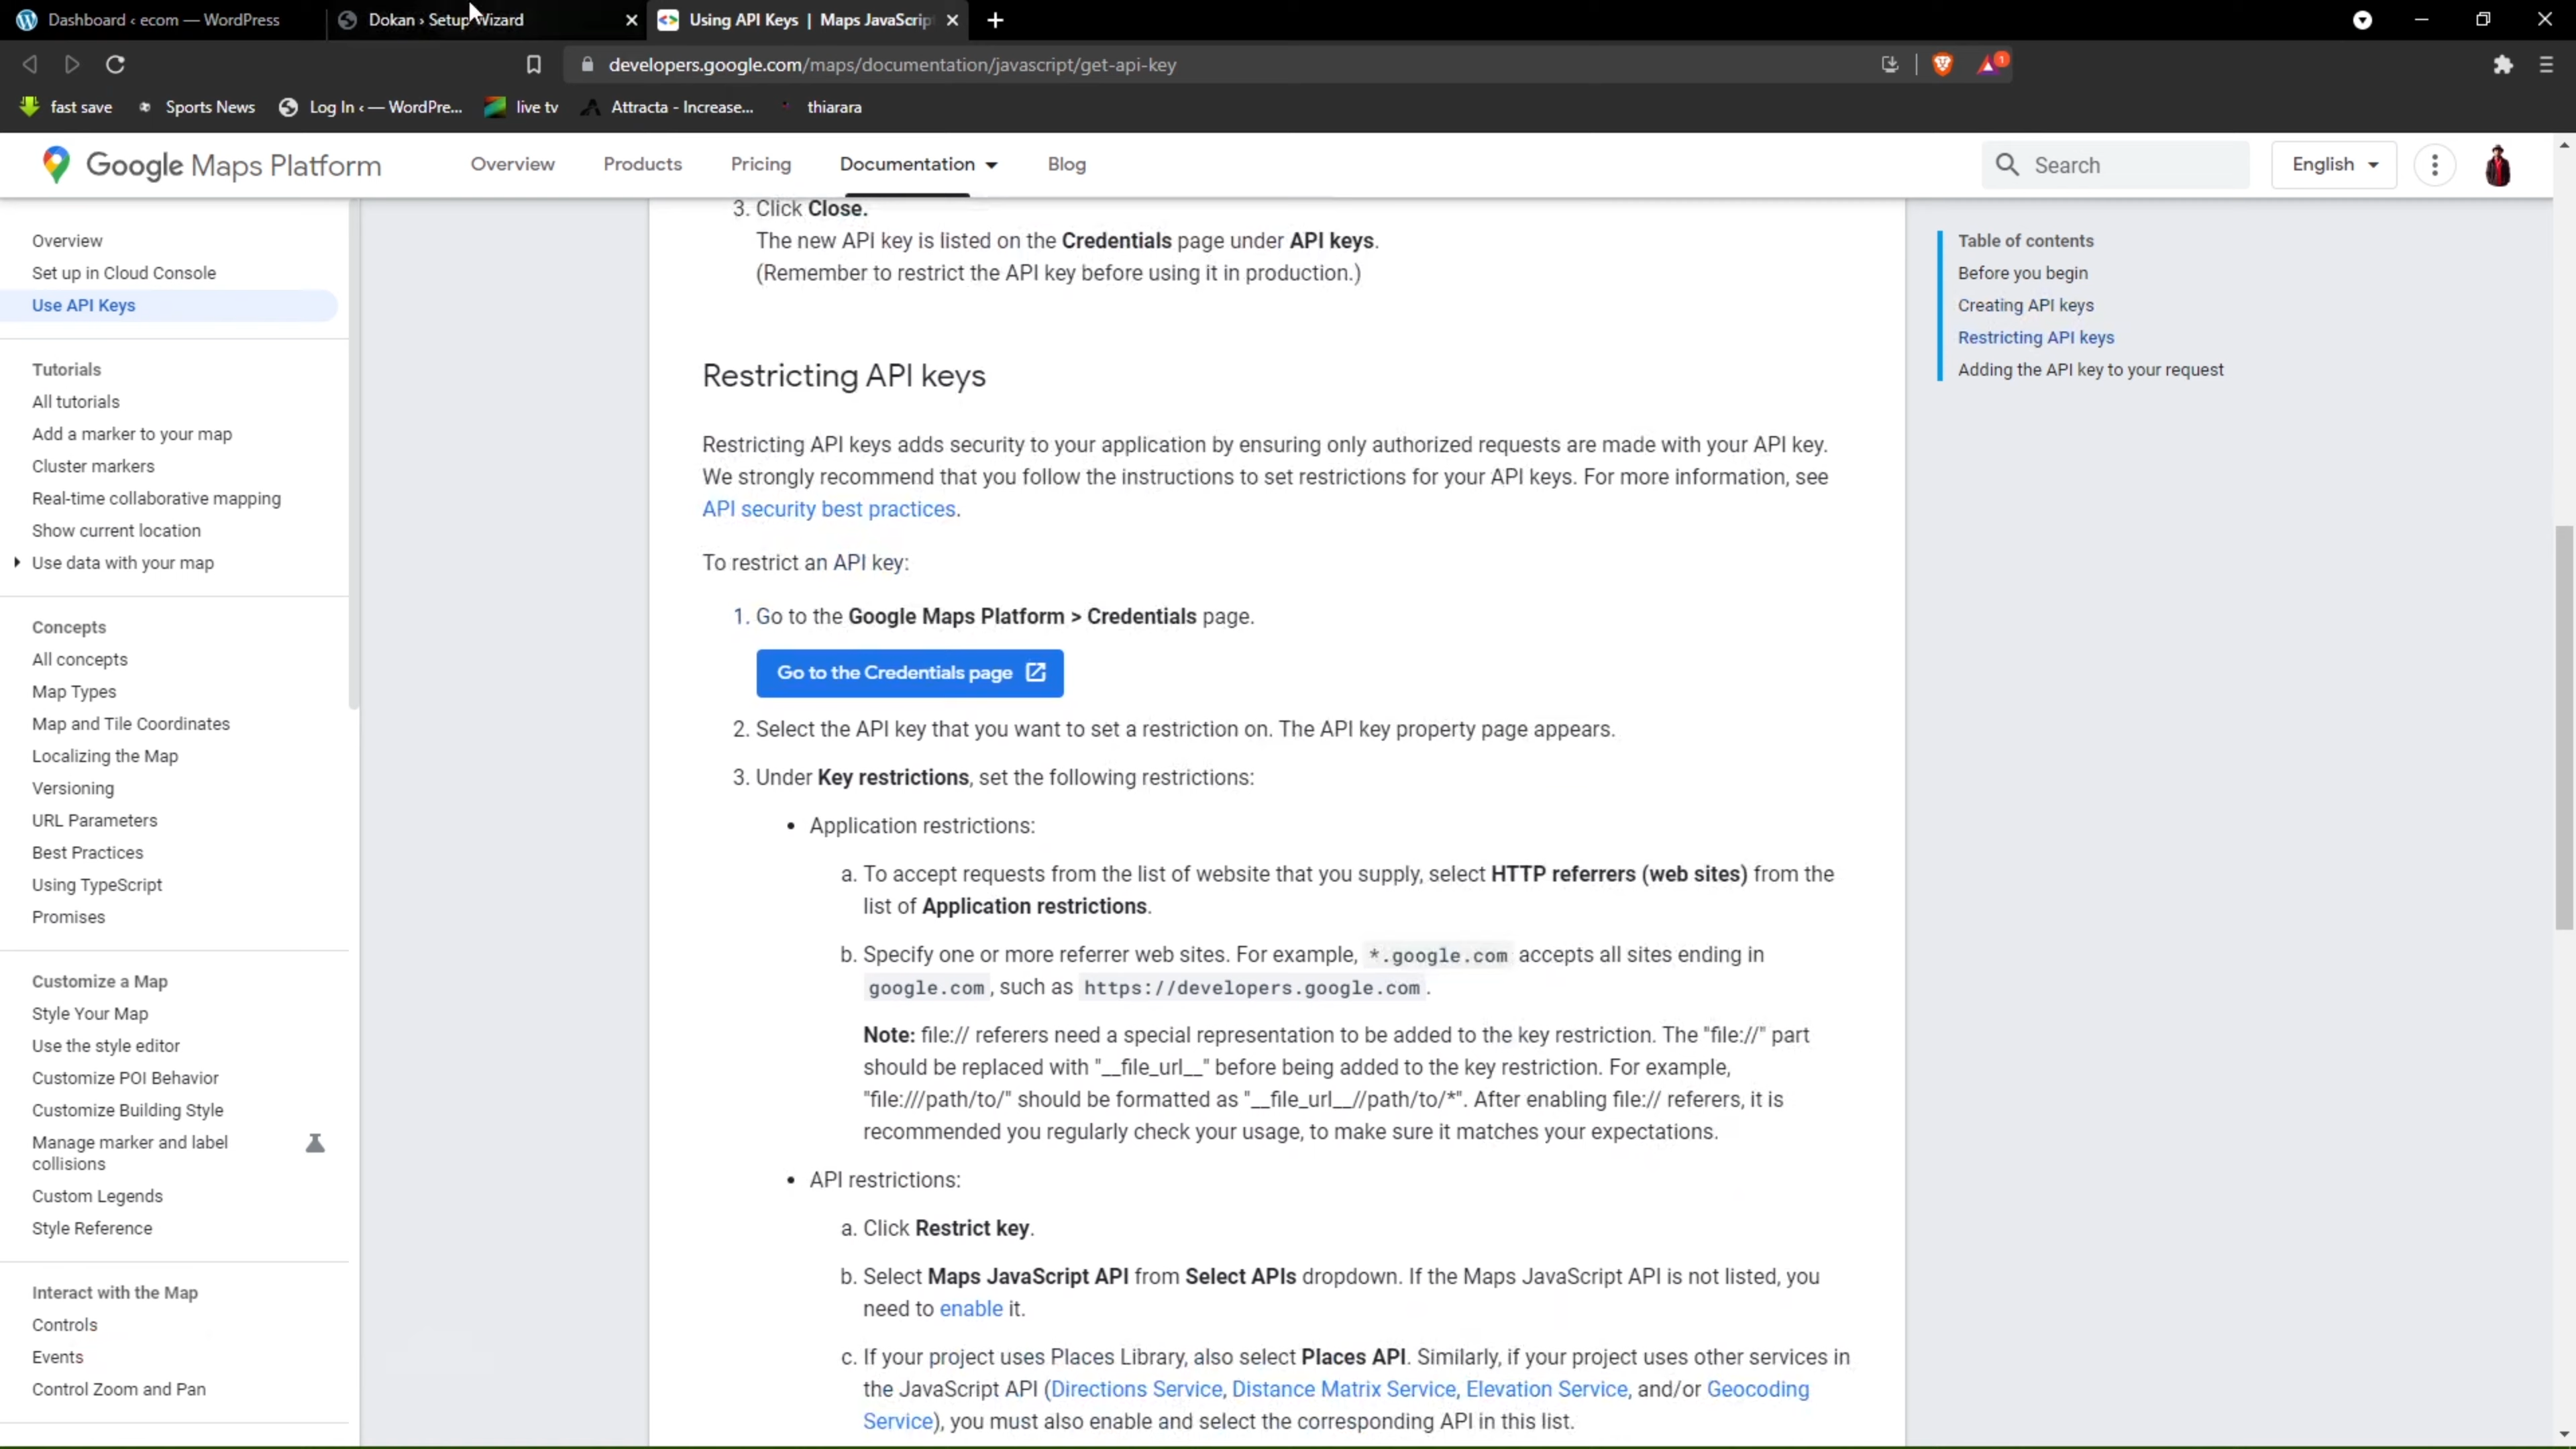 Dashboard ‹ ecom — WordPress
Dokan › Setup Wizard
Using API Keys | Maps JavaScrip
developers.google.com/maps/documentation/javascript/get-api-key
1
fast save
Sports News
Log In ‹ — WordPre...
live tv
Attracta - Increase...
thiarara
Google Maps Platform
Overview
Products
Pricing
Documentation
Blog
Search
English
Overview
Set up in Cloud Console
Use API Keys
Tutorials
All tutorials
Add a marker to your map
Cluster markers
Real-time collaborative mapping
Show current location
Use data with your map
Concepts
All concepts
Map Types
Map and Tile Coordinates
Localizing the Map
Versioning
URL Parameters
Best Practices
Using TypeScript
Promises
Customize a Map
Style Your Map
Use the style editor
Customize POI Behavior
Customize Building Style
Manage marker and label
collisions
Custom Legends
Style Reference
Interact with the Map
Controls
Events
Control Zoom and Pan
3. Click Close.
The new API key is listed on the Credentials page under API keys.
(Remember to restrict the API key before using it in production.)
Restricting API keys
Restricting API keys adds security to your application by ensuring only authorized requests are made with your API key.
We strongly recommend that you follow the instructions to set restrictions for your API keys. For more information, see
API security best practices.
To restrict an API key:
1. Go to the Google Maps Platform > Credentials page.
Go to the Credentials page
2. Select the API key that you want to set a restriction on. The API key property page appears.
3. Under Key restrictions, set the following restrictions:
• Application restrictions:
a. To accept requests from the list of website that you supply, select HTTP referrers (web sites) from the
list of Application restrictions.
b. Specify one or more referrer web sites. For example, *.google.com accepts all sites ending in
google.com, such as https://developers.google.com.
Note: file:// referers need a special representation to be added to the key restriction. The "file://" part
should be replaced with "__file_url__" before being added to the key restriction. For example,
"file:///path/to/" should be formatted as "__file_url__//path/to/*". After enabling file:// referers, it is
recommended you regularly check your usage, to make sure it matches your expectations.
• API restrictions:
a. Click Restrict key.
b. Select Maps JavaScript API from Select APIs dropdown. If the Maps JavaScript API is not listed, you
need to enable it.
c. If your project uses Places Library, also select Places API. Similarly, if your project uses other services in
the JavaScript API (Directions Service, Distance Matrix Service, Elevation Service, and/or Geocoding
Service), you must also enable and select the corresponding API in this list.
Table of contents
Before you begin
Creating API keys
Restricting API keys
Adding the API key to your request